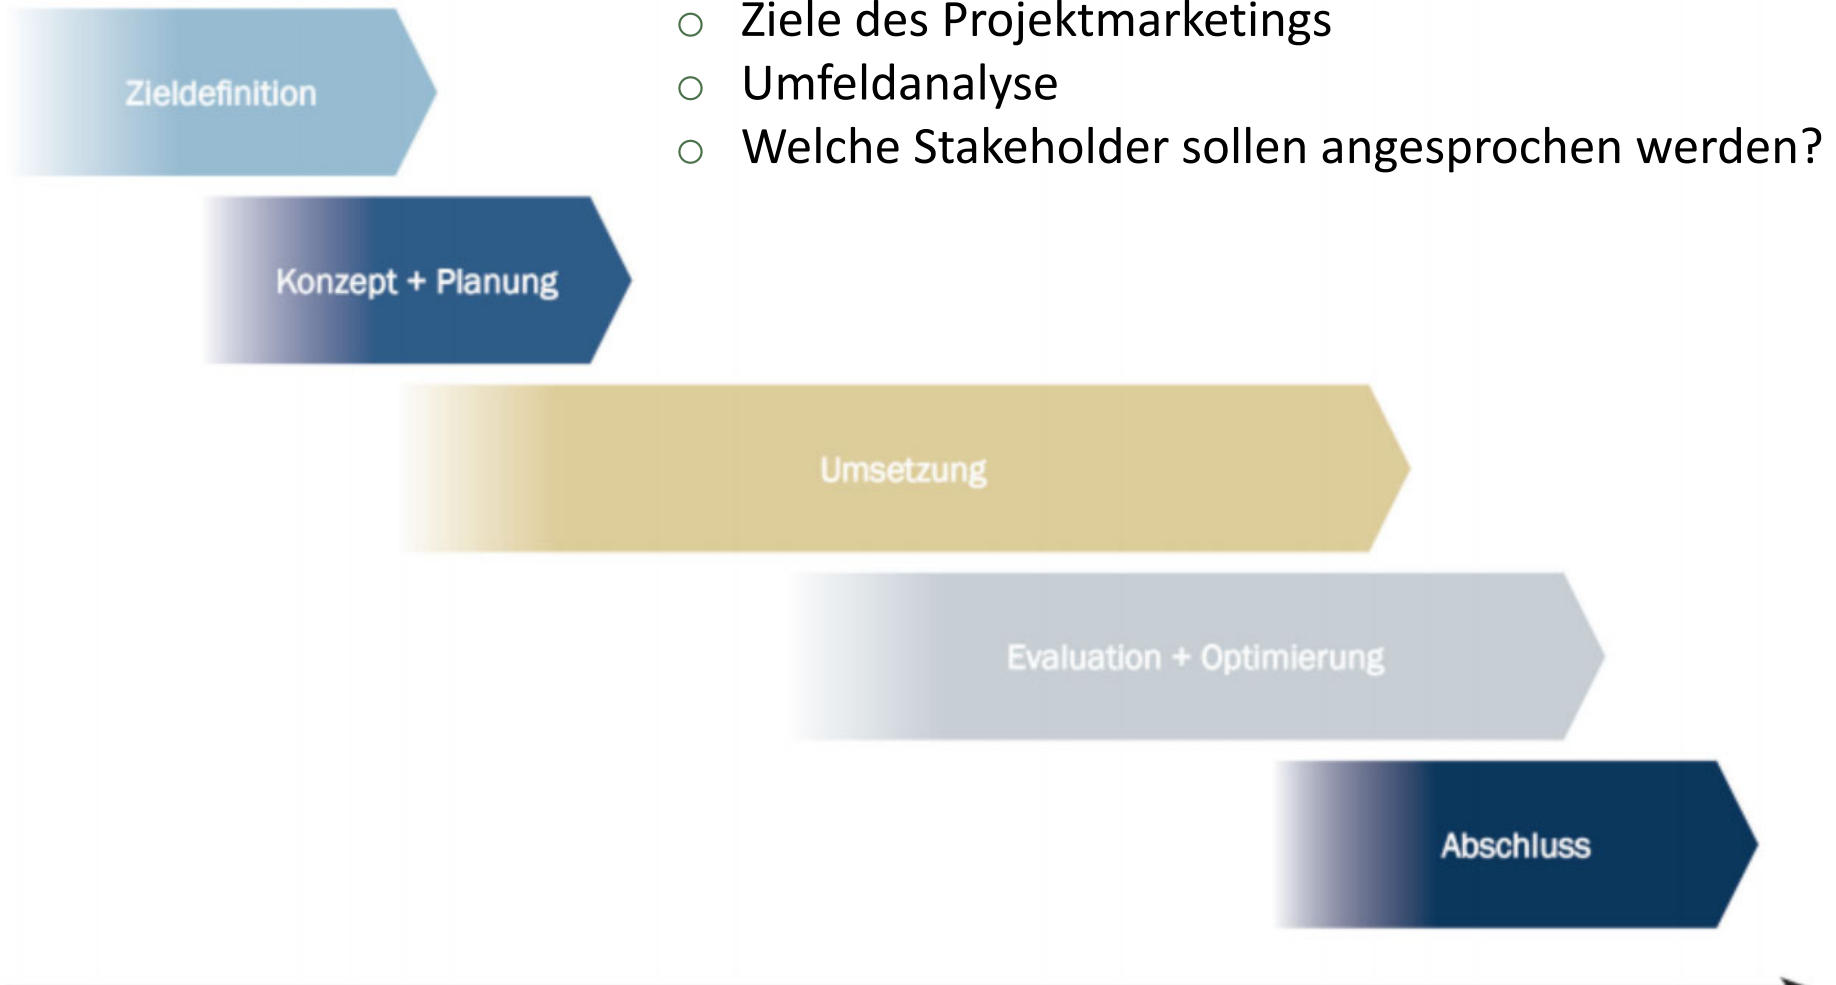 Ziele des Projektmarketings
Umfeldanalyse
Welche Stakeholder sollen angesprochen werden?
Zieldefinition
Konzept + Planung
Umsetzung
Evaluation + Optimierung
Abschluss